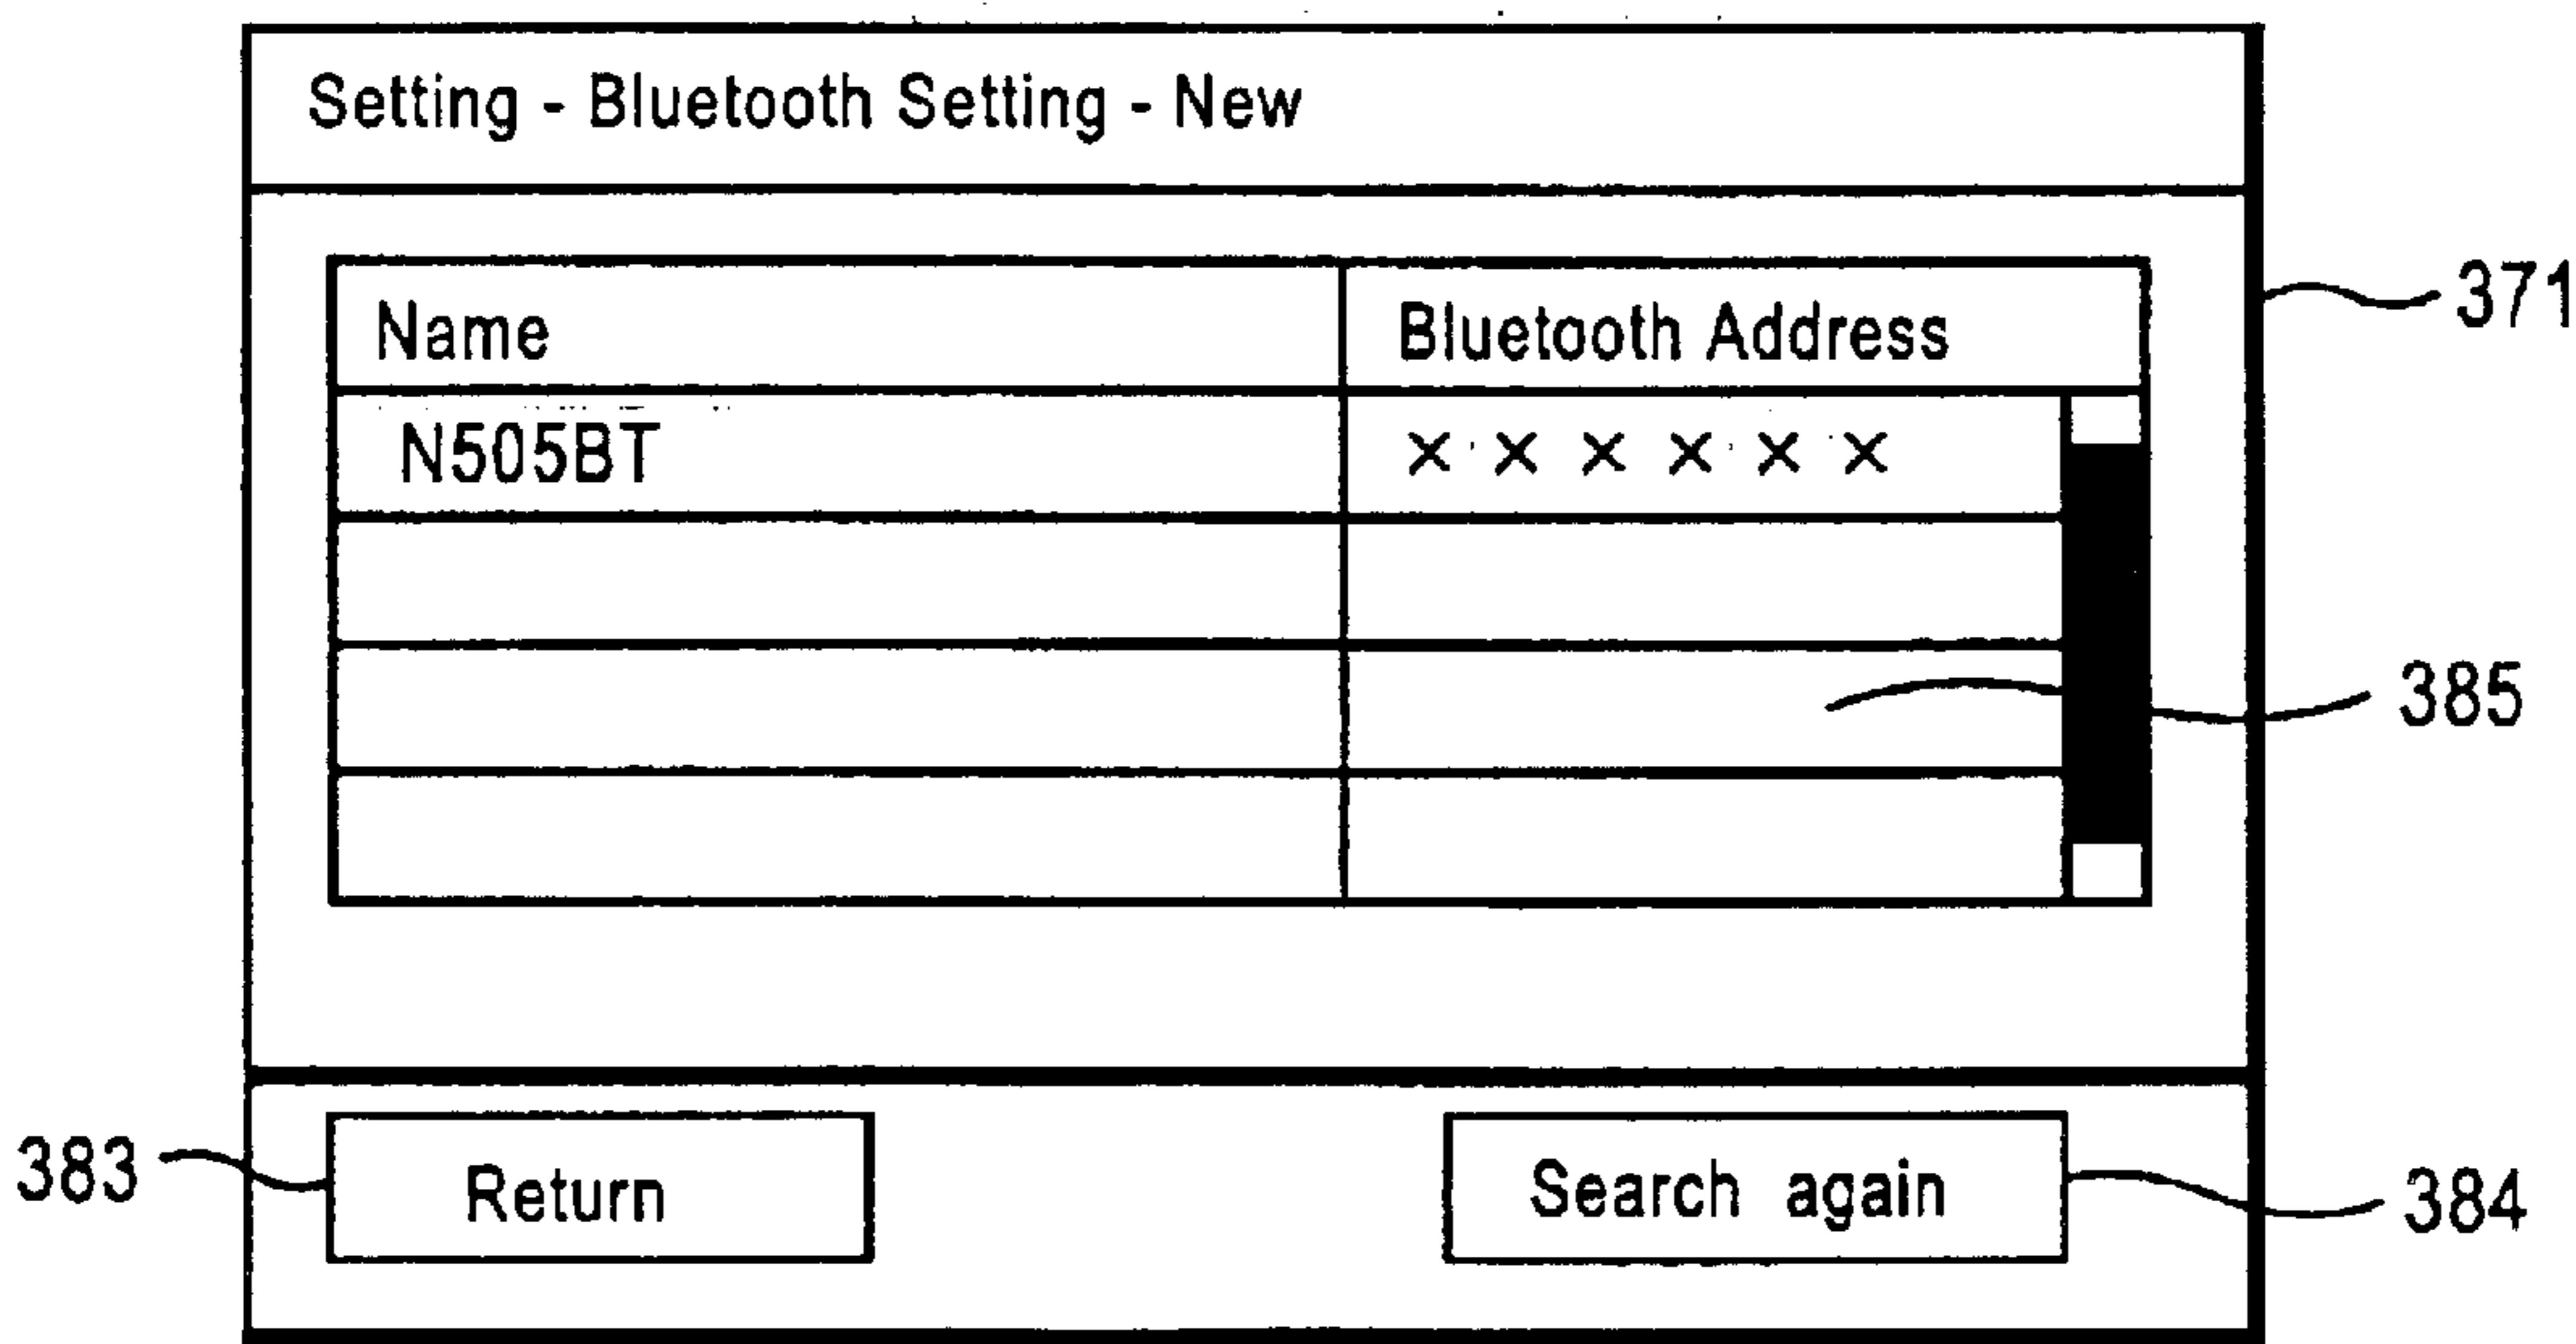 Setting - Bluetooth Setting - New
Name Bluetooth Address
371
N505BT × × × × × ×
385
383 Return Search again 384